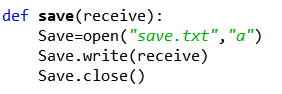 def save(receive):
    Save=open("save.txt","a")
    Save.write(receive)
    Save.close()